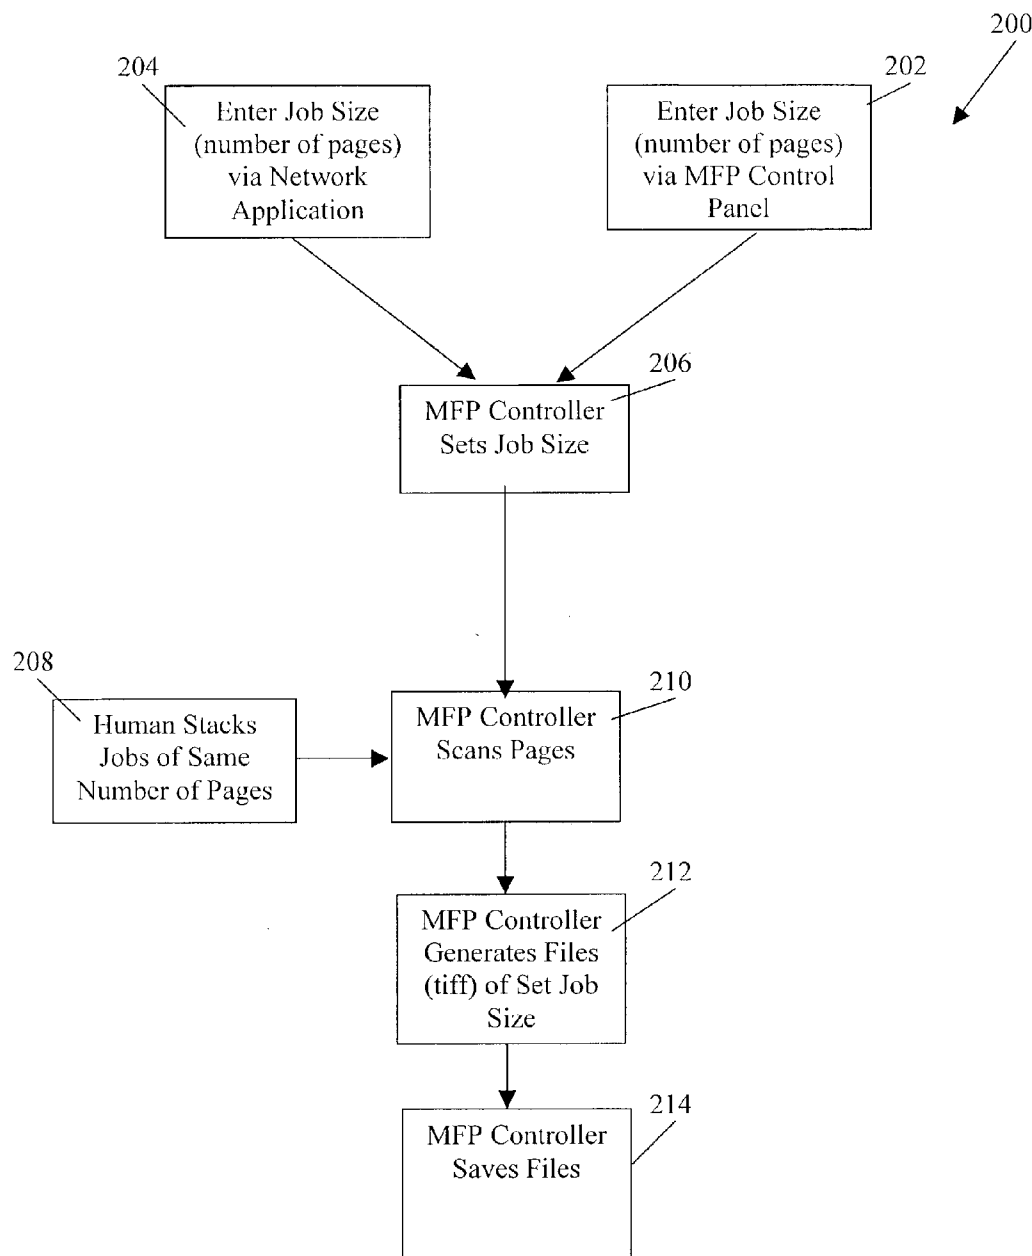 200
204
202
Enter Job Size
(number of pages)
via Network
Application
Enter Job Size
(number of pages)
via MFP Control
Panel
206
MFP Controller
Sets Job Size
208
Human Stacks
Jobs of Same
Number of Pages
210
MFP Controller
Scans Pages
212
MFP Controller
Generates Files
(tiff) of Set Job
Size
214
MFP Controller
Saves Files